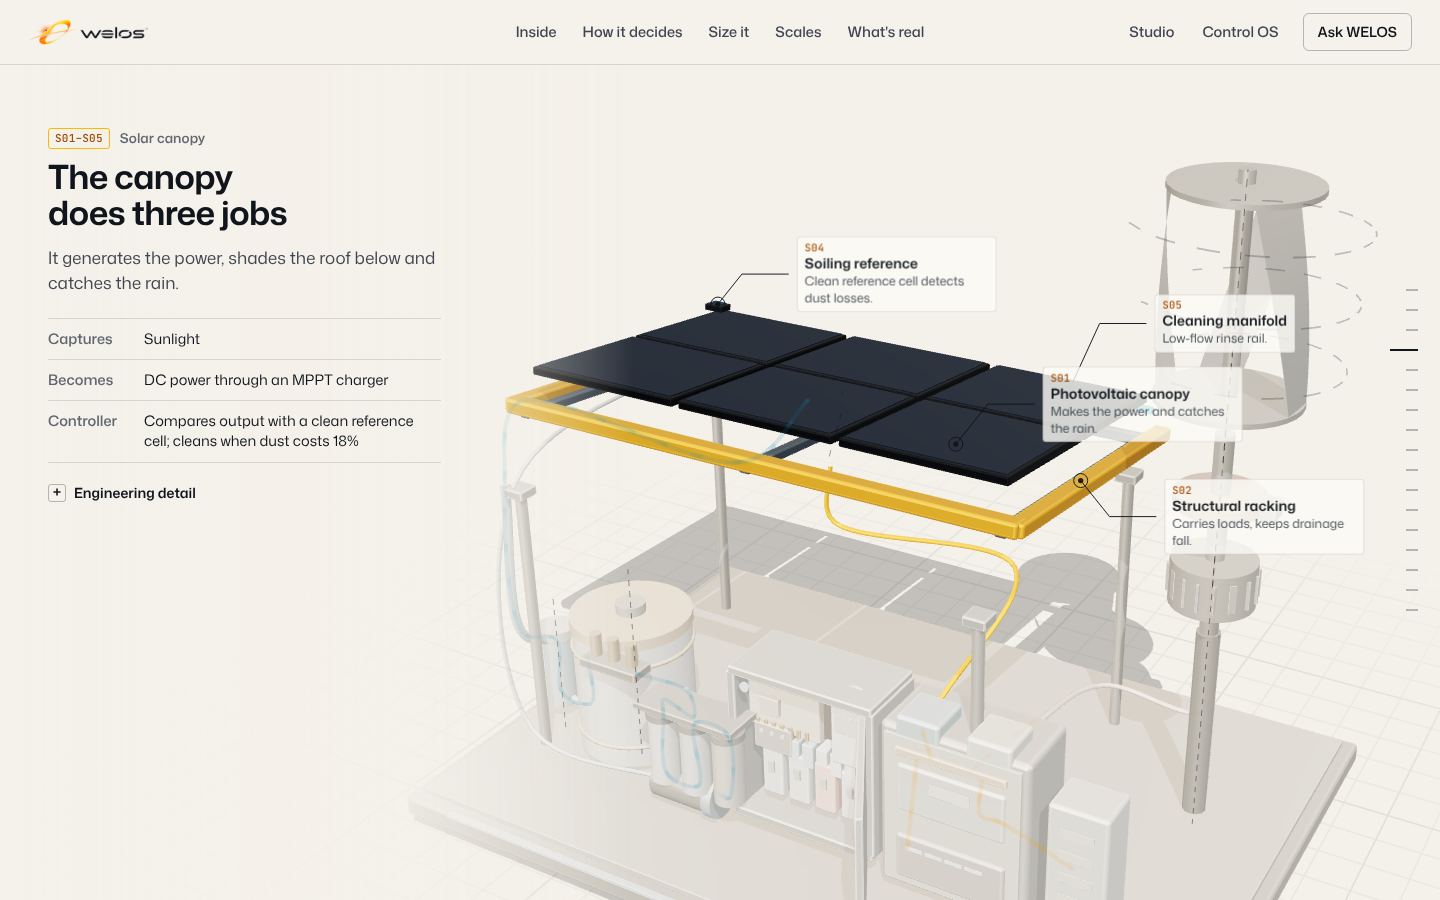 welos
Inside
How it decides
Size it
Scales
What's real
Studio
Control OS
Ask WELOS
S01–S05
Solar canopy
The canopy
does three jobs
It generates the power, shades the roof below and
catches the rain.
Captures
Sunlight
Becomes
DC power through an MPPT charger
Controller
Compares output with a clean reference
cell; cleans when dust costs 18%
+
Engineering detail
S04
Soiling reference
Clean reference cell detects
dust losses.
S05
Cleaning manifold
Low-flow rinse rail.
S01
Photovoltaic canopy
Makes the power and catches
the rain.
S02
Structural racking
Carries loads, keeps drainage
fall.